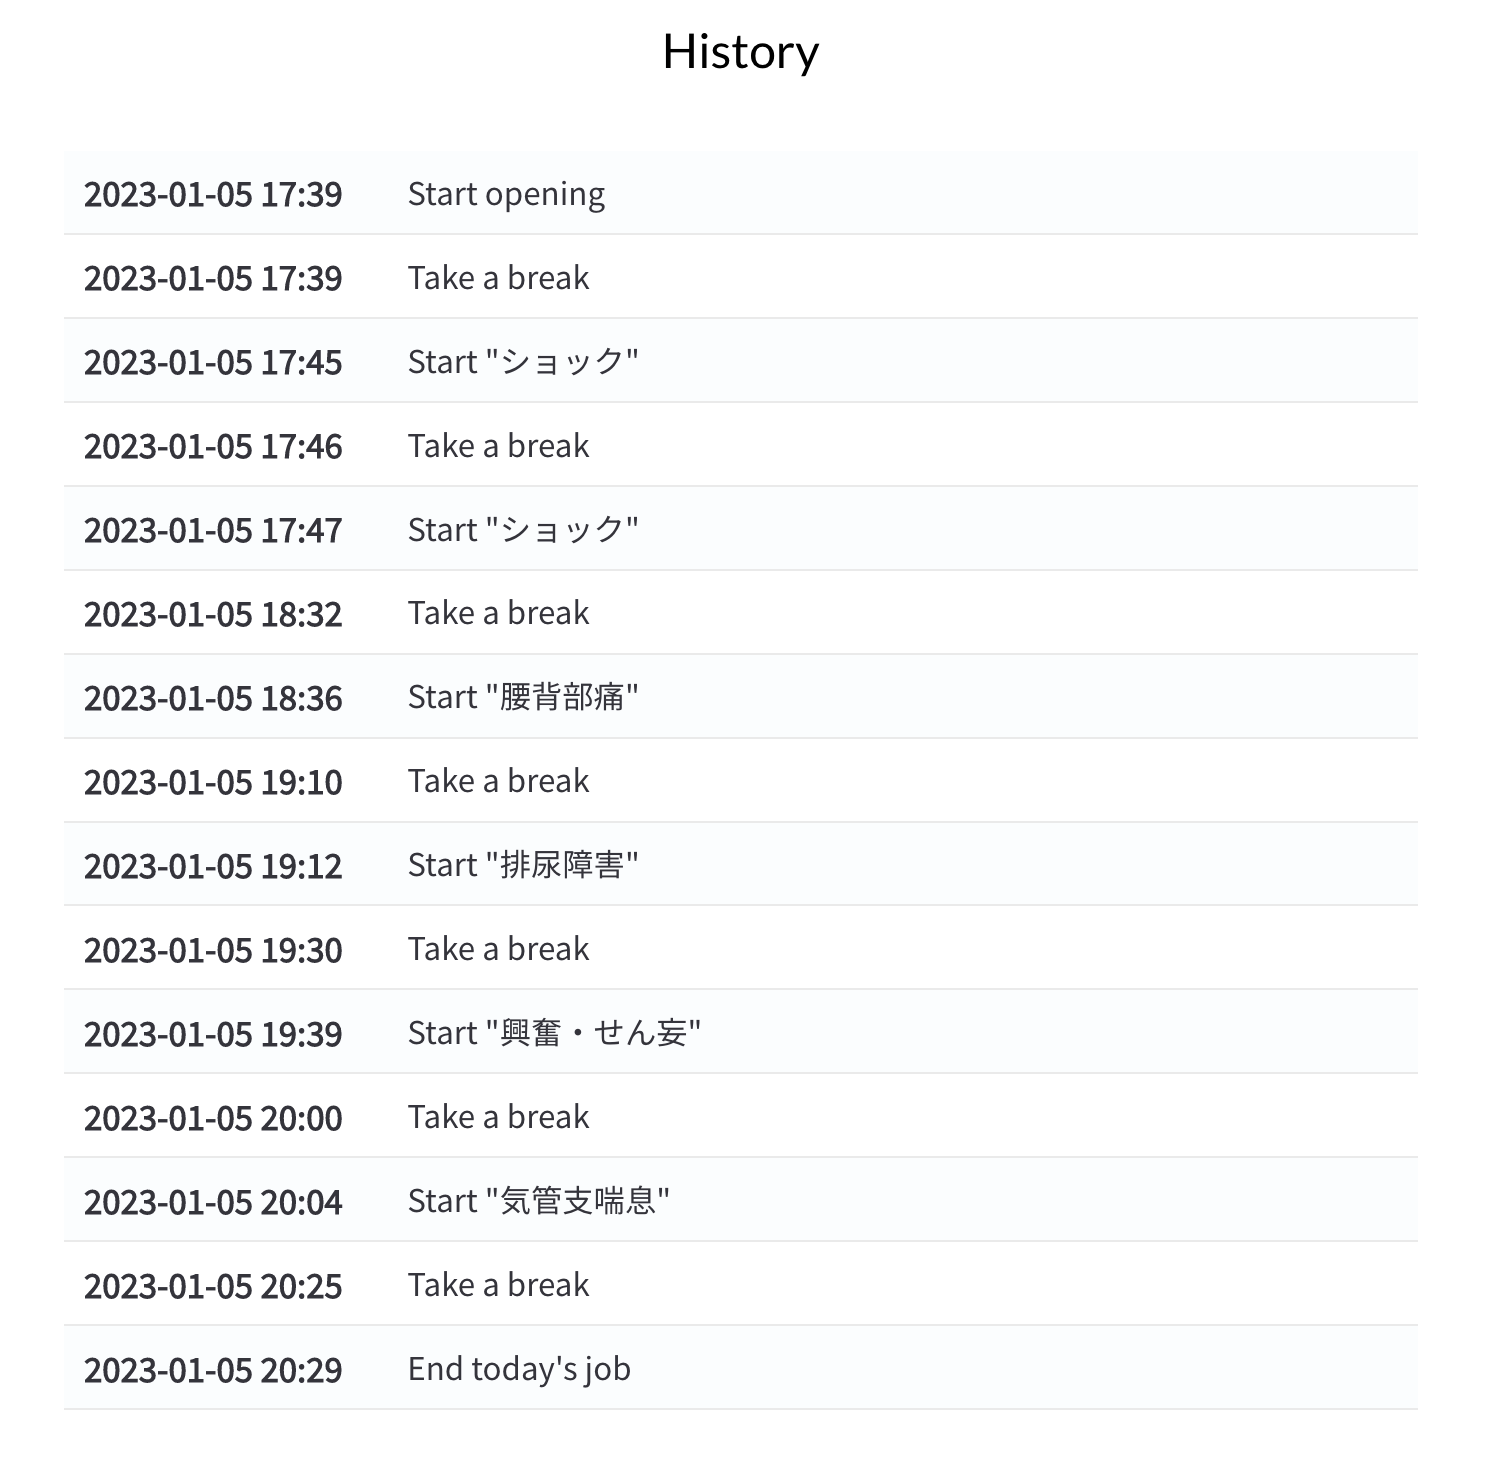 History
2023-01-05 17:39 Start opening
2023-01-05 17:39 Take a break
2023-01-05 17:45 Start "ショック"
2023-01-05 17:46 Take a break
2023-01-05 17:47 Start "ショック"
2023-01-05 18:32 Take a break
2023-01-05 18:36 Start "腰背部痛"
2023-01-05 19:10 Take a break
2023-01-05 19:12 Start "排尿障害"
2023-01-05 19:30 Take a break
2023-01-05 19:39 Start "興奮・せん妄"
2023-01-05 20:00 Take a break
2023-01-05 20:04 Start "気管支喘息"
2023-01-05 20:25 Take a break
2023-01-05 20:29 End today's job